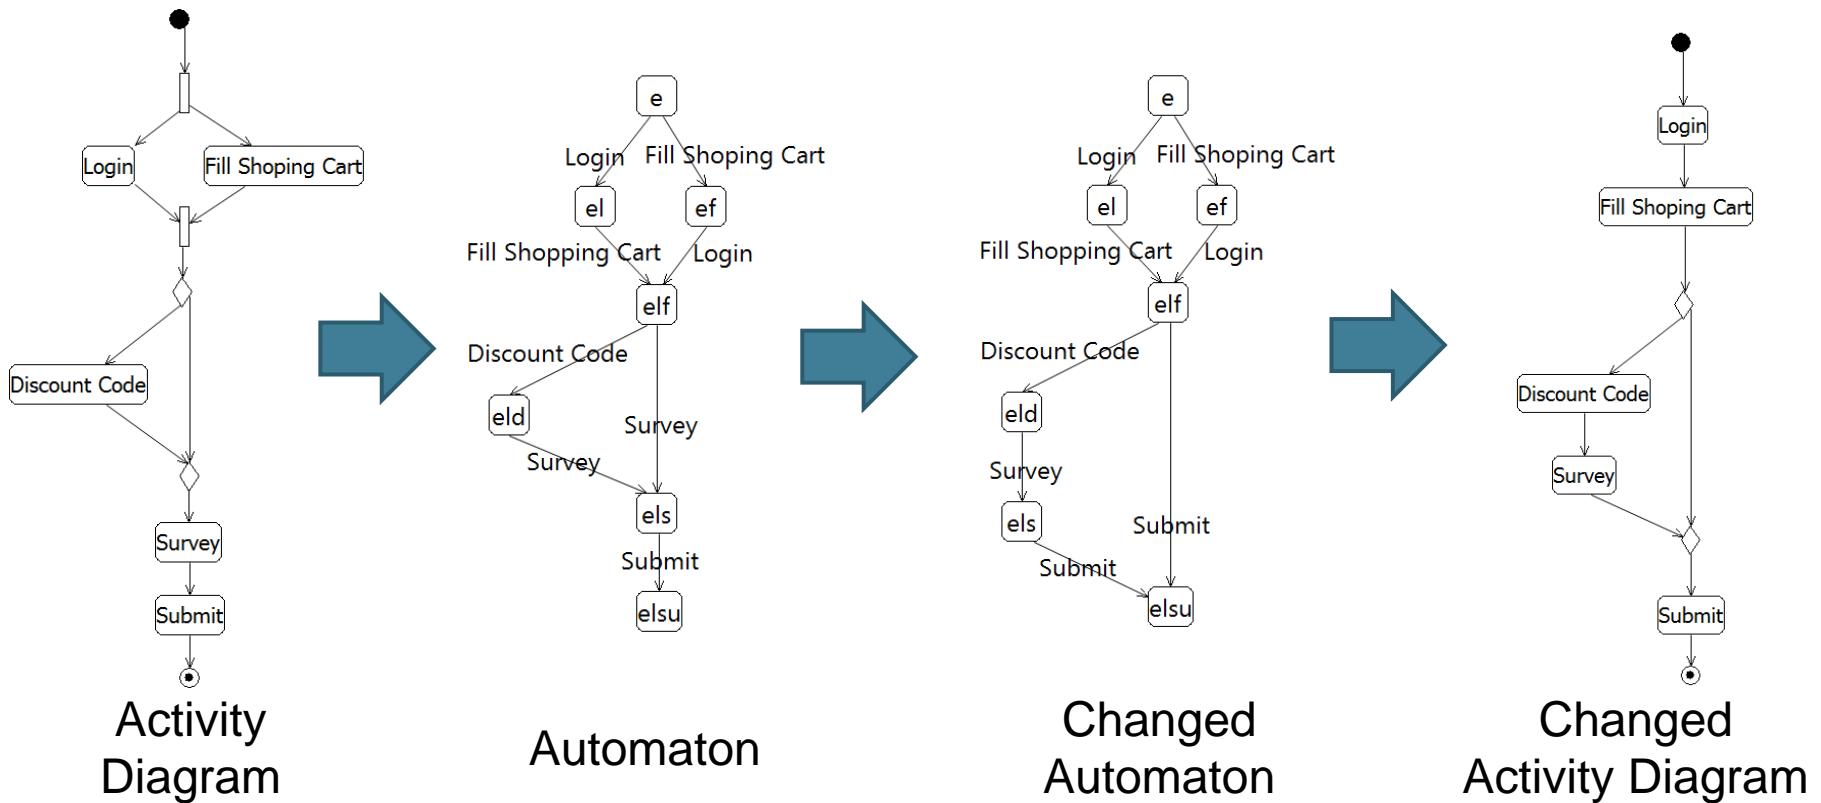 Login
Fill Shoping Cart
Discount Code
Survey
Submit
Activity
Diagram
e
Login
Fill Shoping Cart
el
ef
Fill Shopping Cart
Login
elf
Discount Code
eld
Survey
Survey
els
Submit
elsu
Automaton
e
Login
Fill Shoping Cart
el
ef
Fill Shopping Cart
Login
elf
Discount Code
eld
Survey
els
Submit
Submit
elsu
Changed
Automaton
Login
Fill Shoping Cart
Discount Code
Survey
Submit
Changed
Activity Diagram